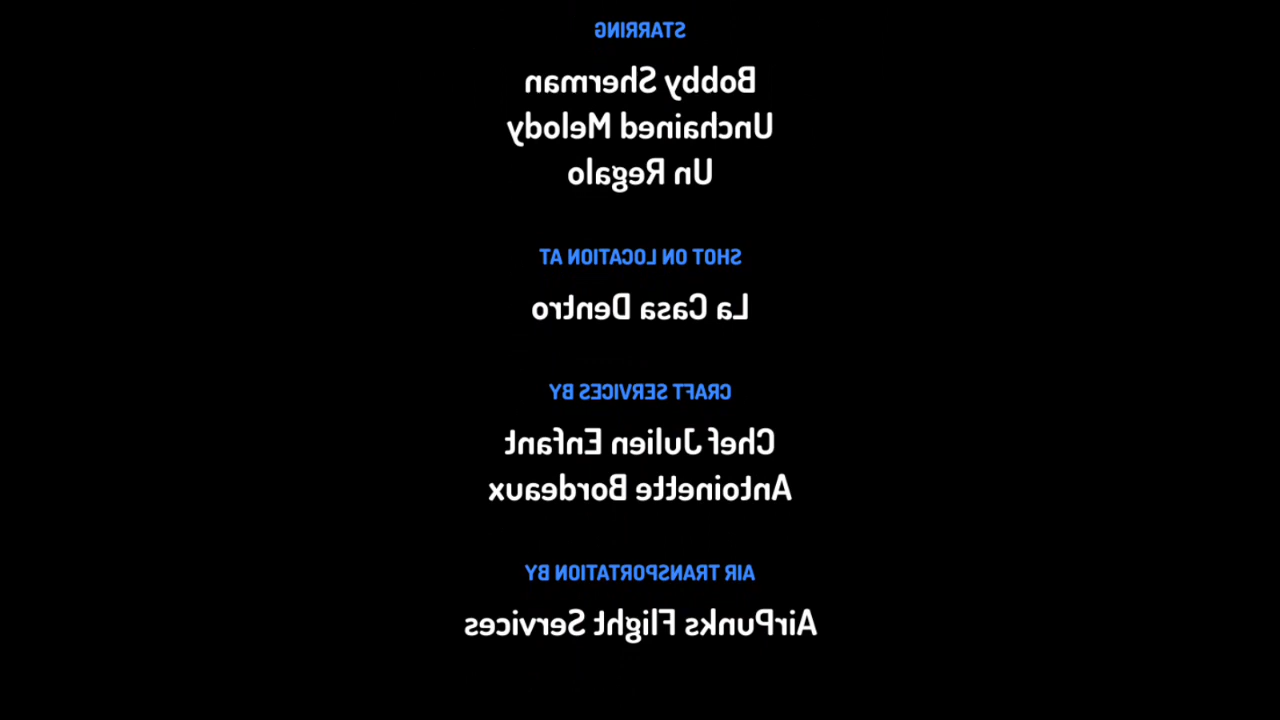 STARRING
Bobby Sherman
Unchained Melody
Un Regalo
SHOT ON LOCATION AT
La Casa Dentro
CRAFT SERVICES BY
Chef Julien Enfant
Antoinette Bordeaux
AIR TRANSPORTATION BY
AirPunks Flight Services